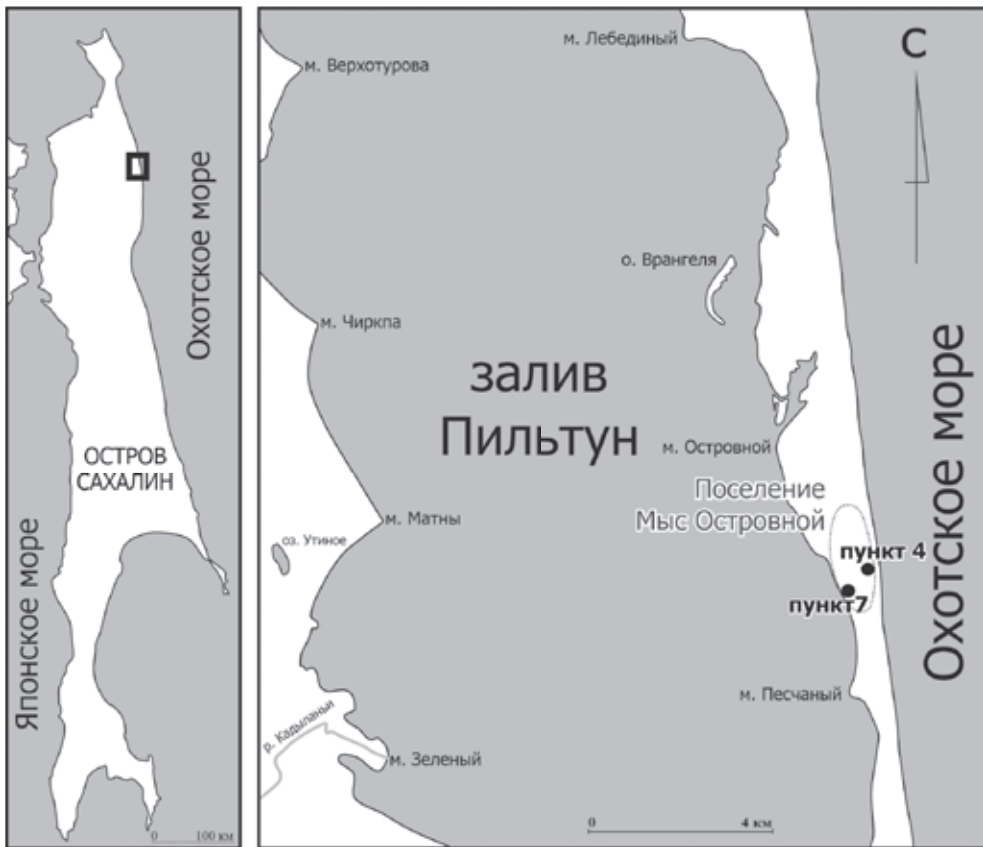 Охотское море
ОСТРОВ
САХАЛИН
Японское море
0 100 км
м. Лебединый
С
м. Верхотурова
о. Врангеля
м. Чиркпа
залив
Пильтун
м. Островной
Поселение
Мыс Островной
м. Матны
оз. Утиное
пункт 4
пункт7
Охотское море
м. Песчаный
р. Кадыланьи
м. Зеленый
0 4 км